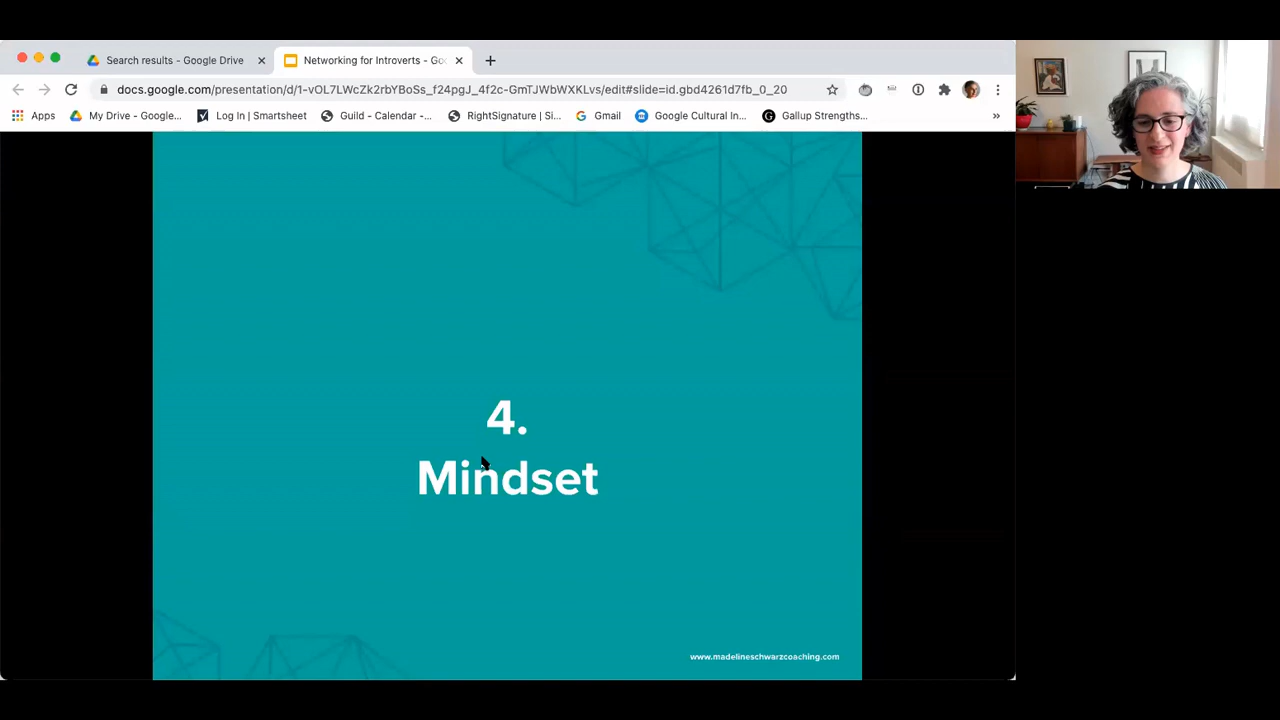 Search results - Google Drive
Networking for Introverts - Goo
docs.google.com/presentation/d/1-vOL7LWcZk2rbYBoSs_f24pgJ_4f2c-GmTJWbWXKLvs/edit#slide=id.gbd4261d7fb_0_20
Apps
My Drive - Google...
Log In | Smartsheet
Guild - Calendar -...
RightSignature | Si...
Gmail
Google Cultural In...
Gallup Strengths...
4.
Mindset
www.madelineschwarzcoaching.com